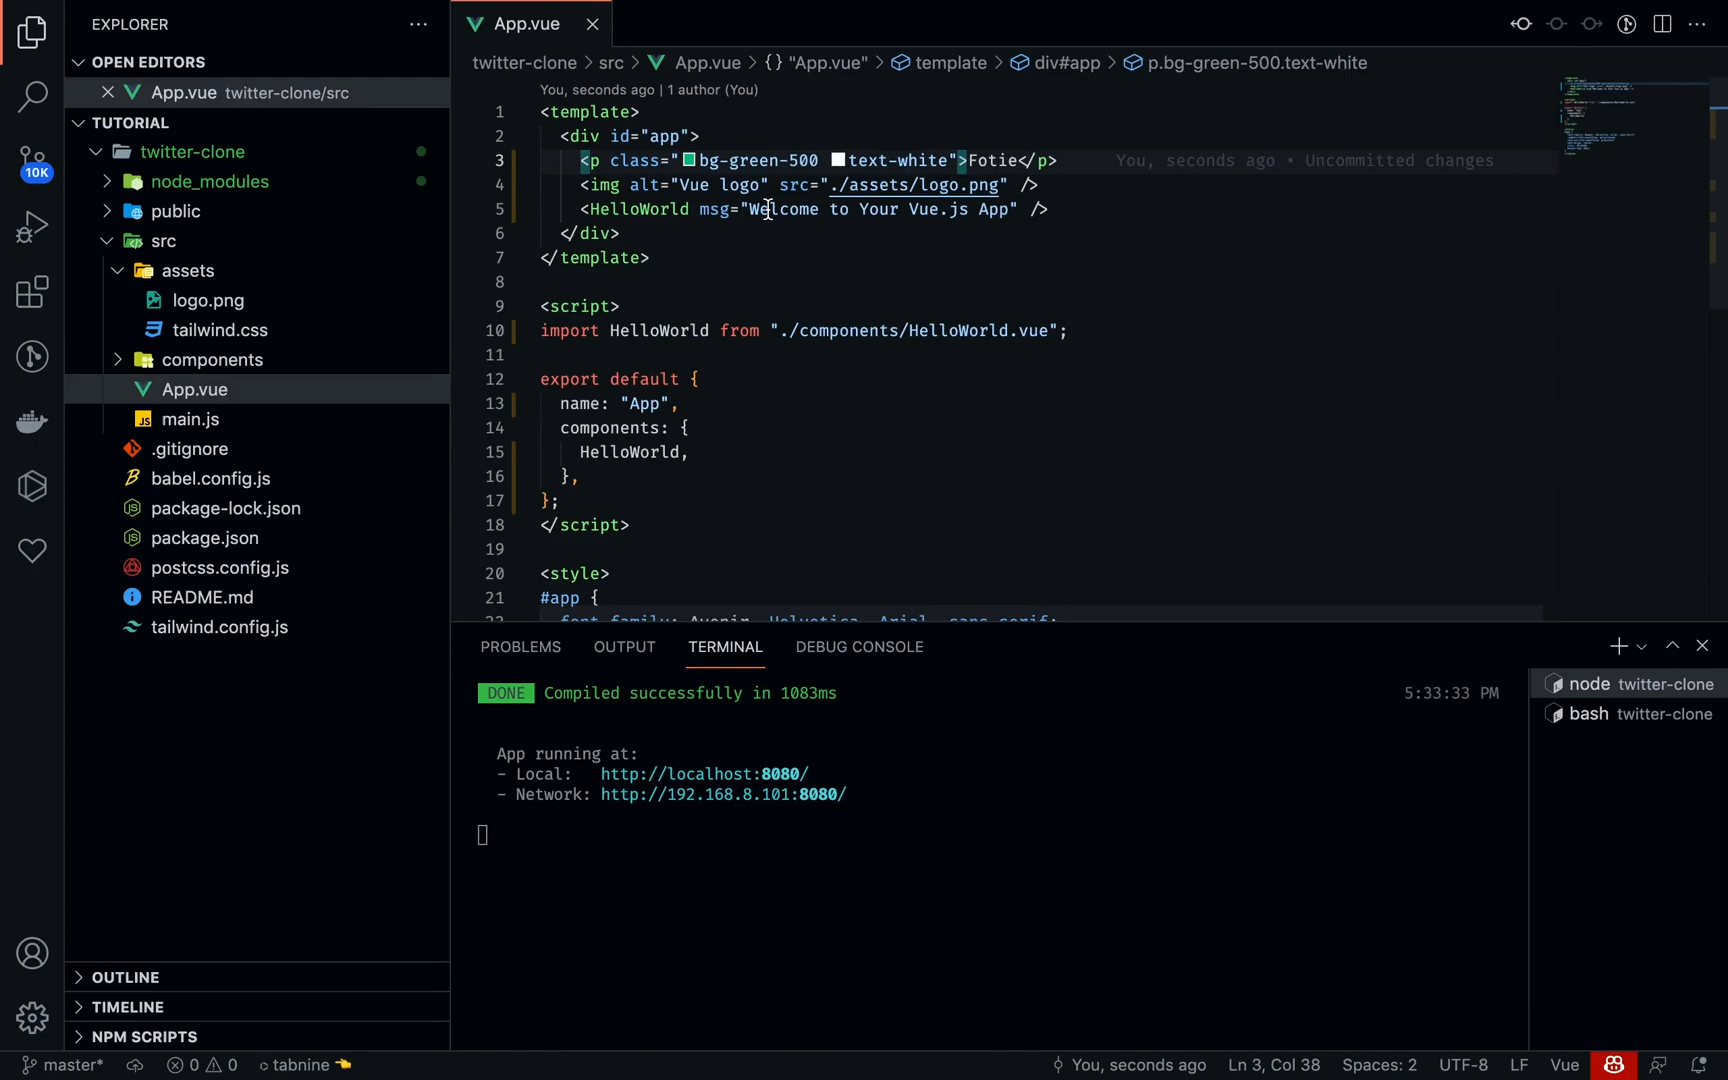 EXPLORER
OPEN EDITORS
App.vue twitter-clone/src
TUTORIAL
twitter-clone
node_modules
public
src
assets
logo.png
tailwind.css
components
App.vue
main.js
.gitignore
babel.config.js
package-lock.json
package.json
postcss.config.js
README.md
tailwind.config.js
OUTLINE
TIMELINE
NPM SCRIPTS
10K
App.vue
twitter-clone > src > App.vue > {} "App.vue" > template > div#app > p.bg-green-500.text-white
You, seconds ago | 1 author (You)
1 <template>
2 <div id="app">
3 <p class="bg-green-500 text-white">Fotie</p> You, seconds ago • Uncommitted changes
4 <img alt="Vue logo" src="./assets/logo.png" />
5 <HelloWorld msg="Welcome to Your Vue.js App" />
6 </div>
7 </template>
8
9 <script>
10 import HelloWorld from "./components/HelloWorld.vue";
11
12 export default {
13 name: "App",
14 components: {
15 HelloWorld,
16 },
17 };
18 </script>
19
20 <style>
21 #app {
22 font-family: Avenir, Helvetica, Arial, sans-serif;
PROBLEMS OUTPUT TERMINAL DEBUG CONSOLE
DONE Compiled successfully in 1083ms 5:33:33 PM
App running at:
- Local: http://localhost:8080/
- Network: http://192.168.8.101:8080/
node twitter-clone
bash twitter-clone
master* 0 0 tabnine You, seconds ago Ln 3, Col 38 Spaces: 2 UTF-8 LF Vue